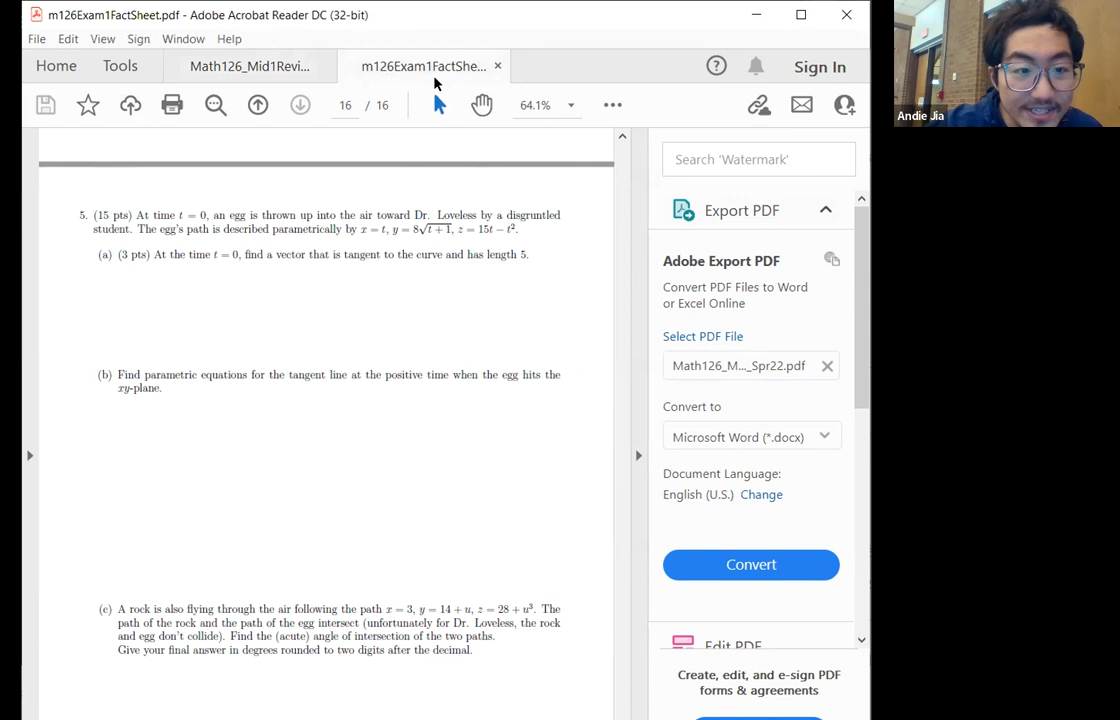 m126Exam1FactSheet.pdf - Adobe Acrobat Reader DC (32-bit)
File Edit View Sign Window Help
Home Tools Math126_Mid1Revi... m126Exam1FactShe... × Sign In
16 / 16 64.1%
5. (15 pts) At time t = 0, an egg is thrown up into the air toward Dr. Loveless by a disgruntled
student. The egg's path is described parametrically by x = t, y = 8√(t + 1), z = 15t − t².
(a) (3 pts) At the time t = 0, find a vector that is tangent to the curve and has length 5.
(b) Find parametric equations for the tangent line at the positive time when the egg hits the
xy-plane.
(c) A rock is also flying through the air following the path x = 3, y = 14 + u, z = 28 + u³. The
path of the rock and the path of the egg intersect (unfortunately for Dr. Loveless, the rock
and egg don't collide). Find the (acute) angle of intersection of the two paths.
Give your final answer in degrees rounded to two digits after the decimal.
Search 'Watermark'
Export PDF
Adobe Export PDF
Convert PDF Files to Word
or Excel Online
Select PDF File
Math126_M..._Spr22.pdf
Convert to
Microsoft Word (*.docx)
Document Language:
English (U.S.) Change
Convert
Edit PDF
Create, edit, and e-sign PDF
forms & agreements
Andie Jia